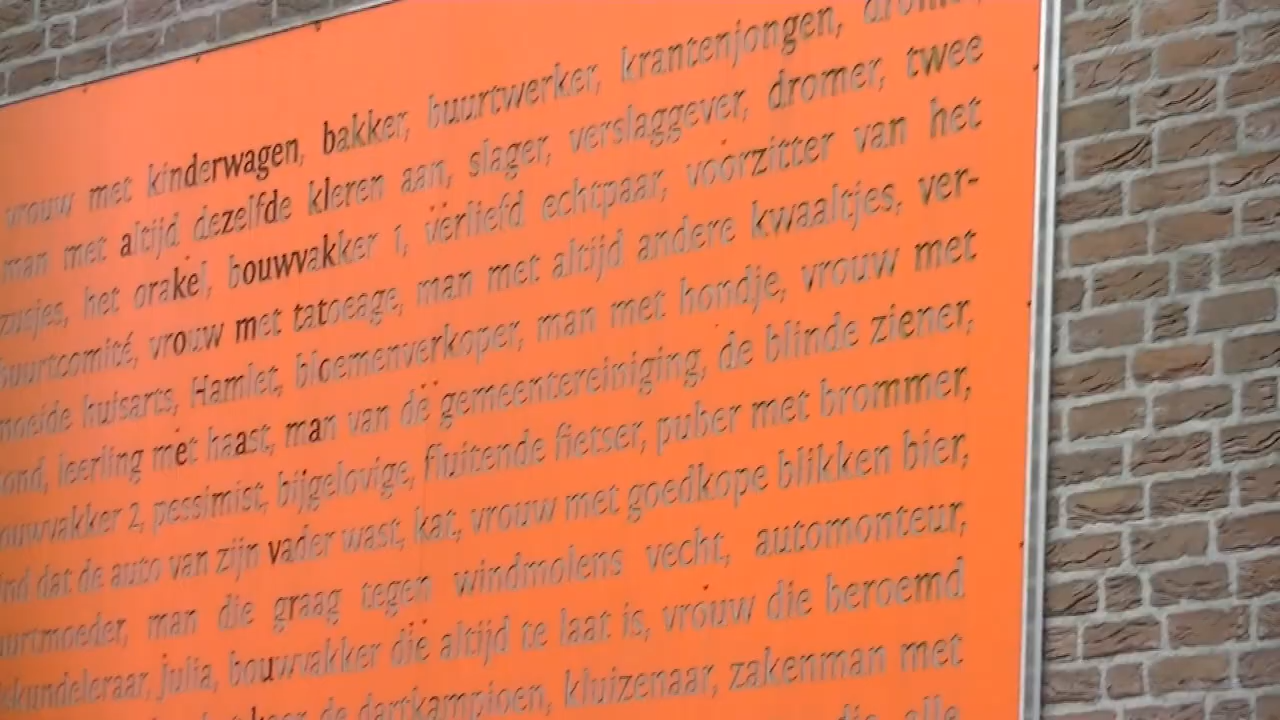 vrouw met kinderwagen, bakker, buurtwerker, krantenjongen,
man met altijd dezelfde kleren aan, slager, verslaggever, dromer, twee
zusjes, het orakel, bouwvakker 1, verliefd echtpaar, voorzitter van het
buurtcomité, vrouw met tatoeage, man met altijd andere kwaaltjes, ver-
moeide huisarts, Hamlet, bloemenverkoper, man met hondje, vrouw met
hond, leerling met haast, man van de gemeentereiniging, de blinde ziener,
bouwvakker 2, pessimist, bijgelovige, fluitende fietser, puber met brommer,
ind dat de auto van zijn vader wast, kat, vrouw met goedkope blikken bier,
uurtmoeder, man die graag tegen windmolens vecht, automonteur,
Julia, bouwvakker die altijd te laat is, vrouw die beroemd
de dartkampioen, kluizenaar, zakenman met
die alle